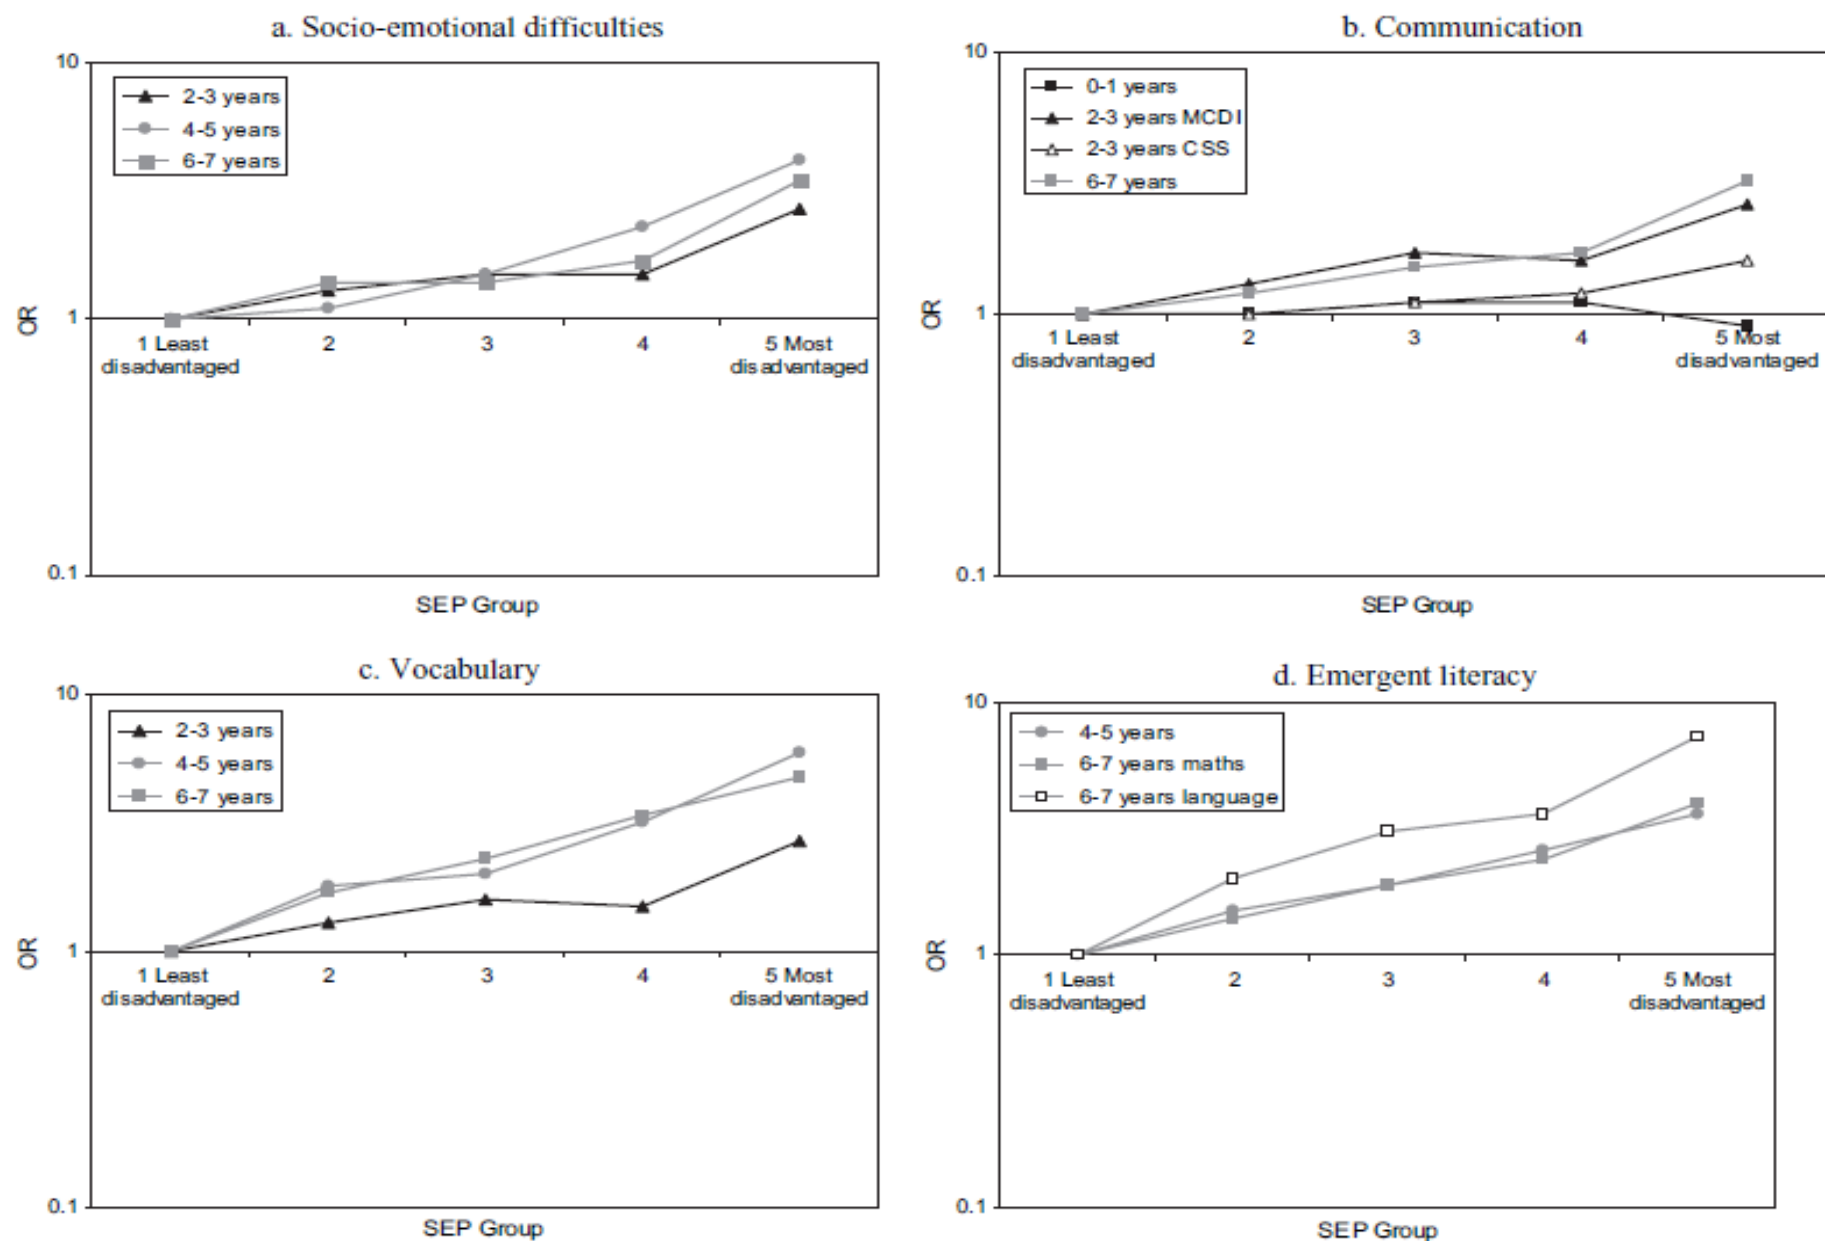 a. Socio-emotional difficulties
10
2-3 years
4-5 years
6-7 years
OR
1
1 Least
disadvantaged
2
3
4
5 Most
disadvantaged
0.1
SEP Group
b. Communication
10
0-1 years
2-3 years MCDI
2-3 years CSS
6-7 years
OR
1
1 Least
disadvantaged
2
3
4
5 Most
disadvantaged
0.1
SEP Group
c. Vocabulary
10
2-3 years
4-5 years
6-7 years
OR
1
1 Least
disadvantaged
2
3
4
5 Most
disadvantaged
0.1
SEP Group
d. Emergent literacy
10
4-5 years
6-7 years maths
6-7 years language
OR
1
1 Least
disadvantaged
2
3
4
5 Most
disadvantaged
0.1
SEP Group